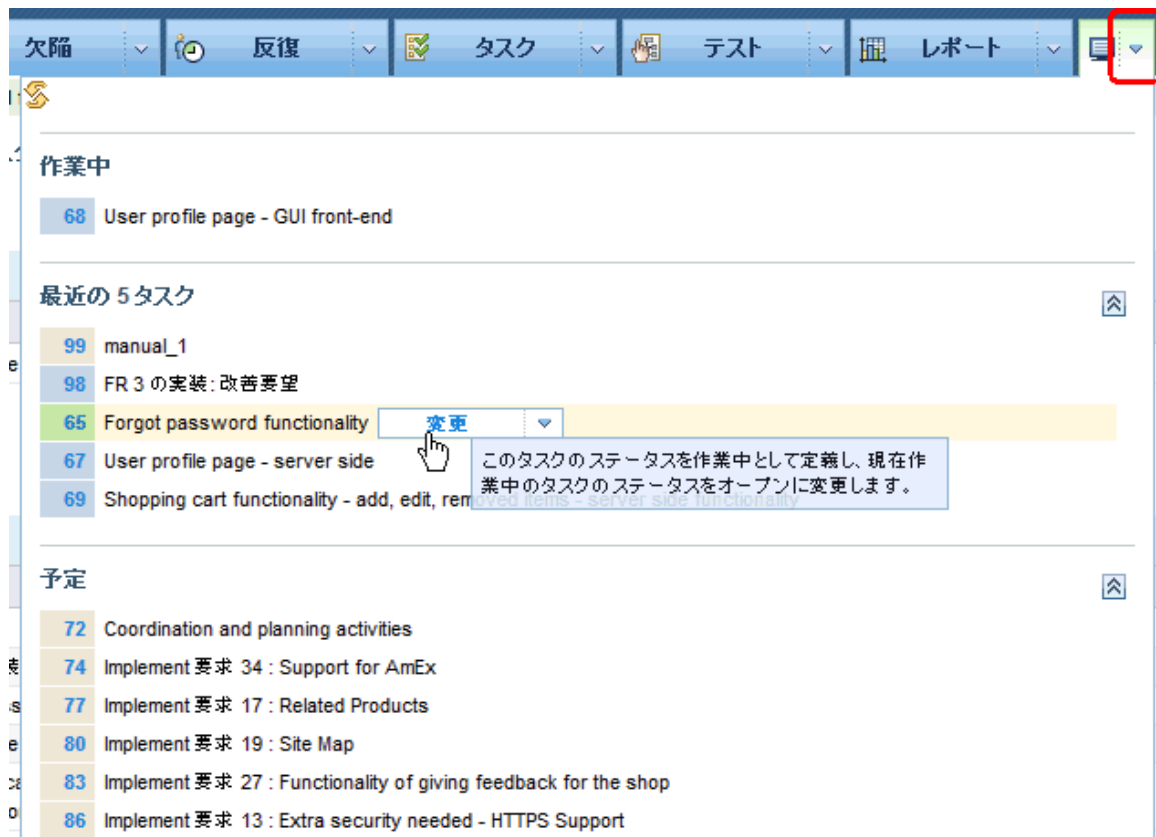 欠陥 反復 タスク テスト レポート
作業中
68 User profile page - GUI front-end
最近の 5 タスク
99 manual_1
98 FR 3 の実装: 改善要望
65 Forgot password functionality 変更
67 User profile page - server side
このタスクのステータスを作業中として定義し、現在作
業中のタスクのステータスをオープンに変更します。
69 Shopping cart functionality - add, edit, removed items - server side functionality
予定
72 Coordination and planning activities
74 Implement 要求 34 : Support for AmEx
77 Implement 要求 17 : Related Products
80 Implement 要求 19 : Site Map
83 Implement 要求 27 : Functionality of giving feedback for the shop
86 Implement 要求 13 : Extra security needed - HTTPS Support